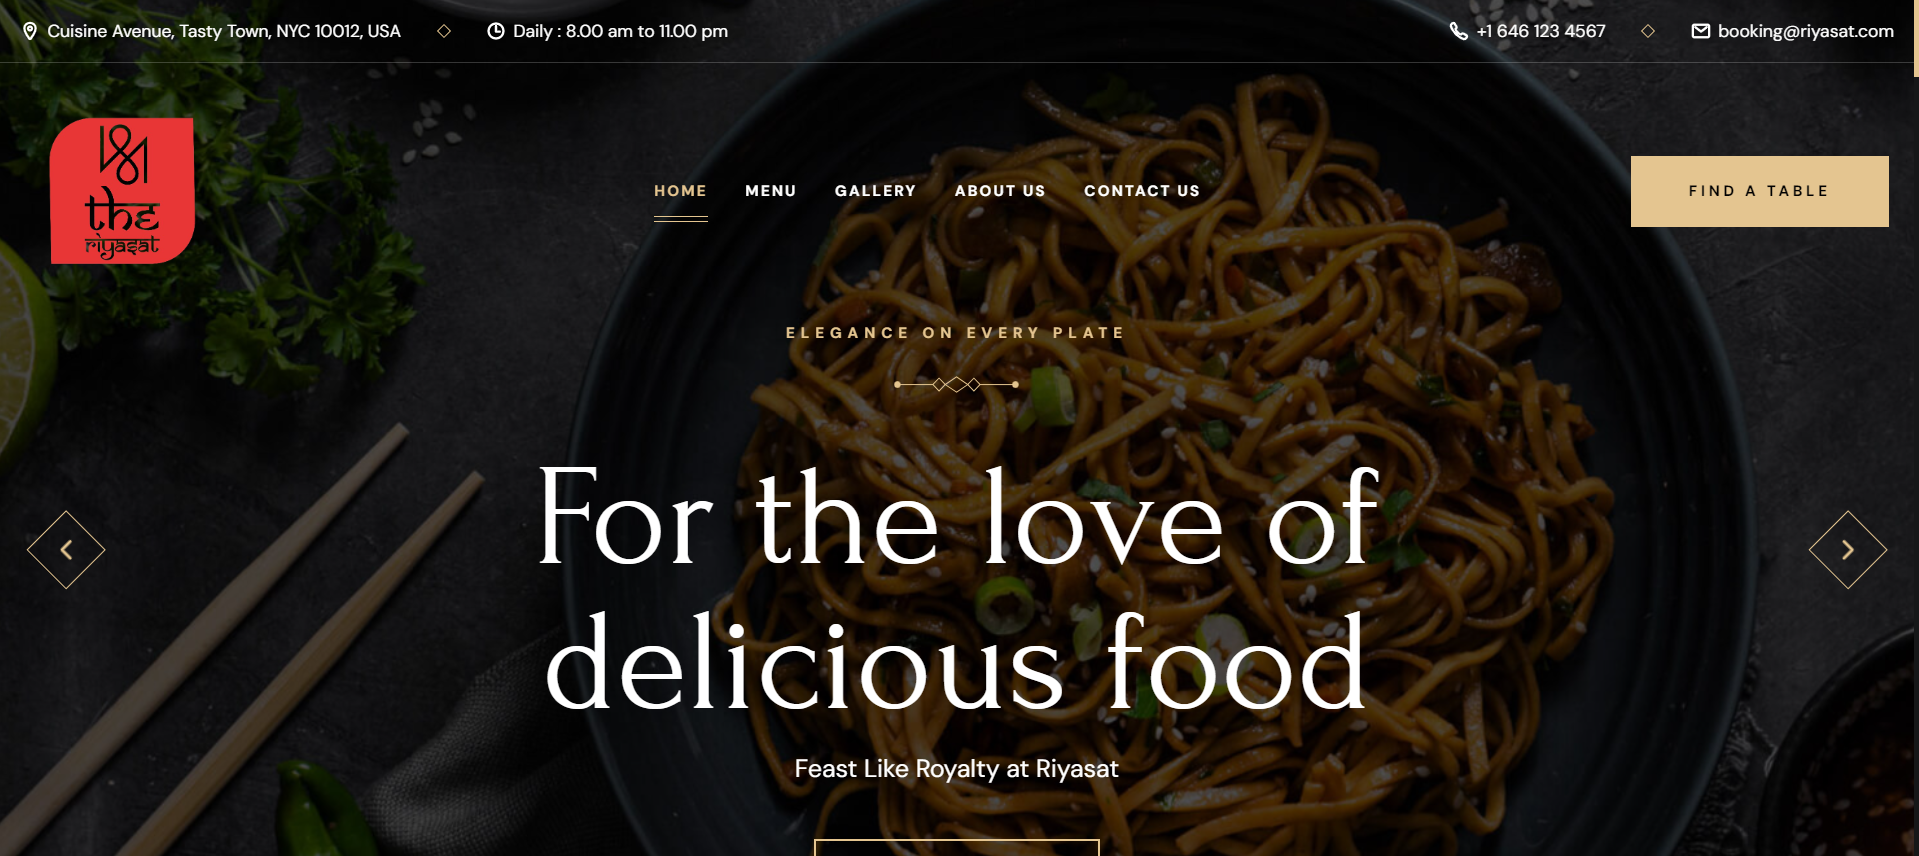 Cuisine Avenue, Tasty Town, NYC 10012, USA
Daily : 8.00 am to 11.00 pm
+1 646 123 4567
booking@riyasat.com
the
riyasat
HOME
MENU
GALLERY
ABOUT US
CONTACT US
FIND A TABLE
ELEGANCE ON EVERY PLATE
For the love of
delicious food
Feast Like Royalty at Riyasat